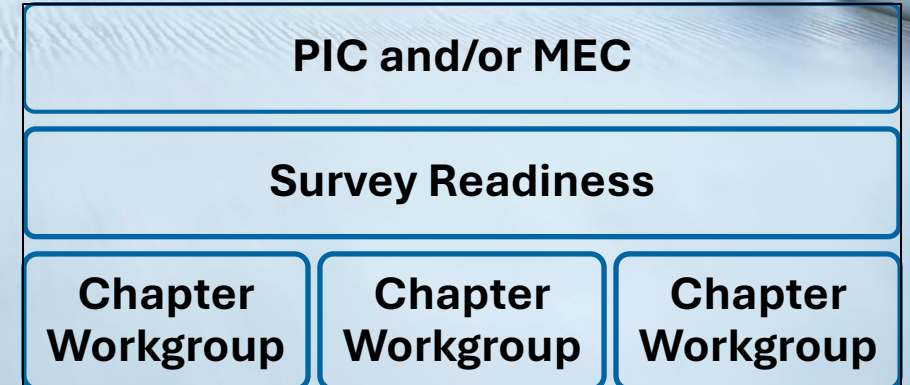 PIC and/or MEC
Survey Readiness
Chapter
Workgroup
Chapter
Workgroup
Chapter
Workgroup